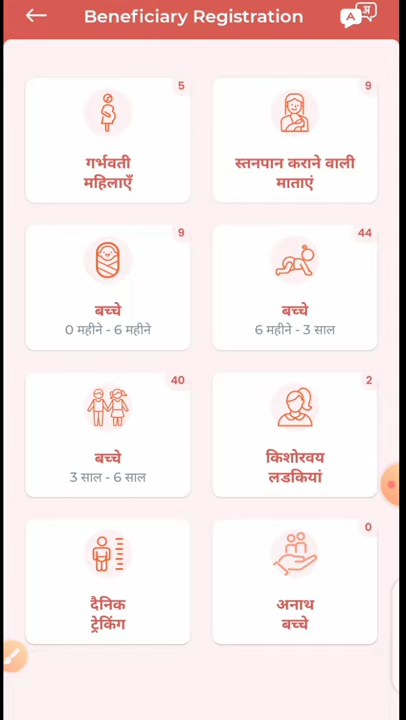 Beneficiary Registration
A अ
5
गर्भवती
महिलाएँ
9
स्तनपान कराने वाली
माताएं
9
बच्चे
0 महीने - 6 महीने
44
बच्चे
6 महीने - 3 साल
40
बच्चे
3 साल - 6 साल
2
किशोरवय
लडकियां
दैनिक
ट्रेकिंग
0
अनाथ
बच्चे